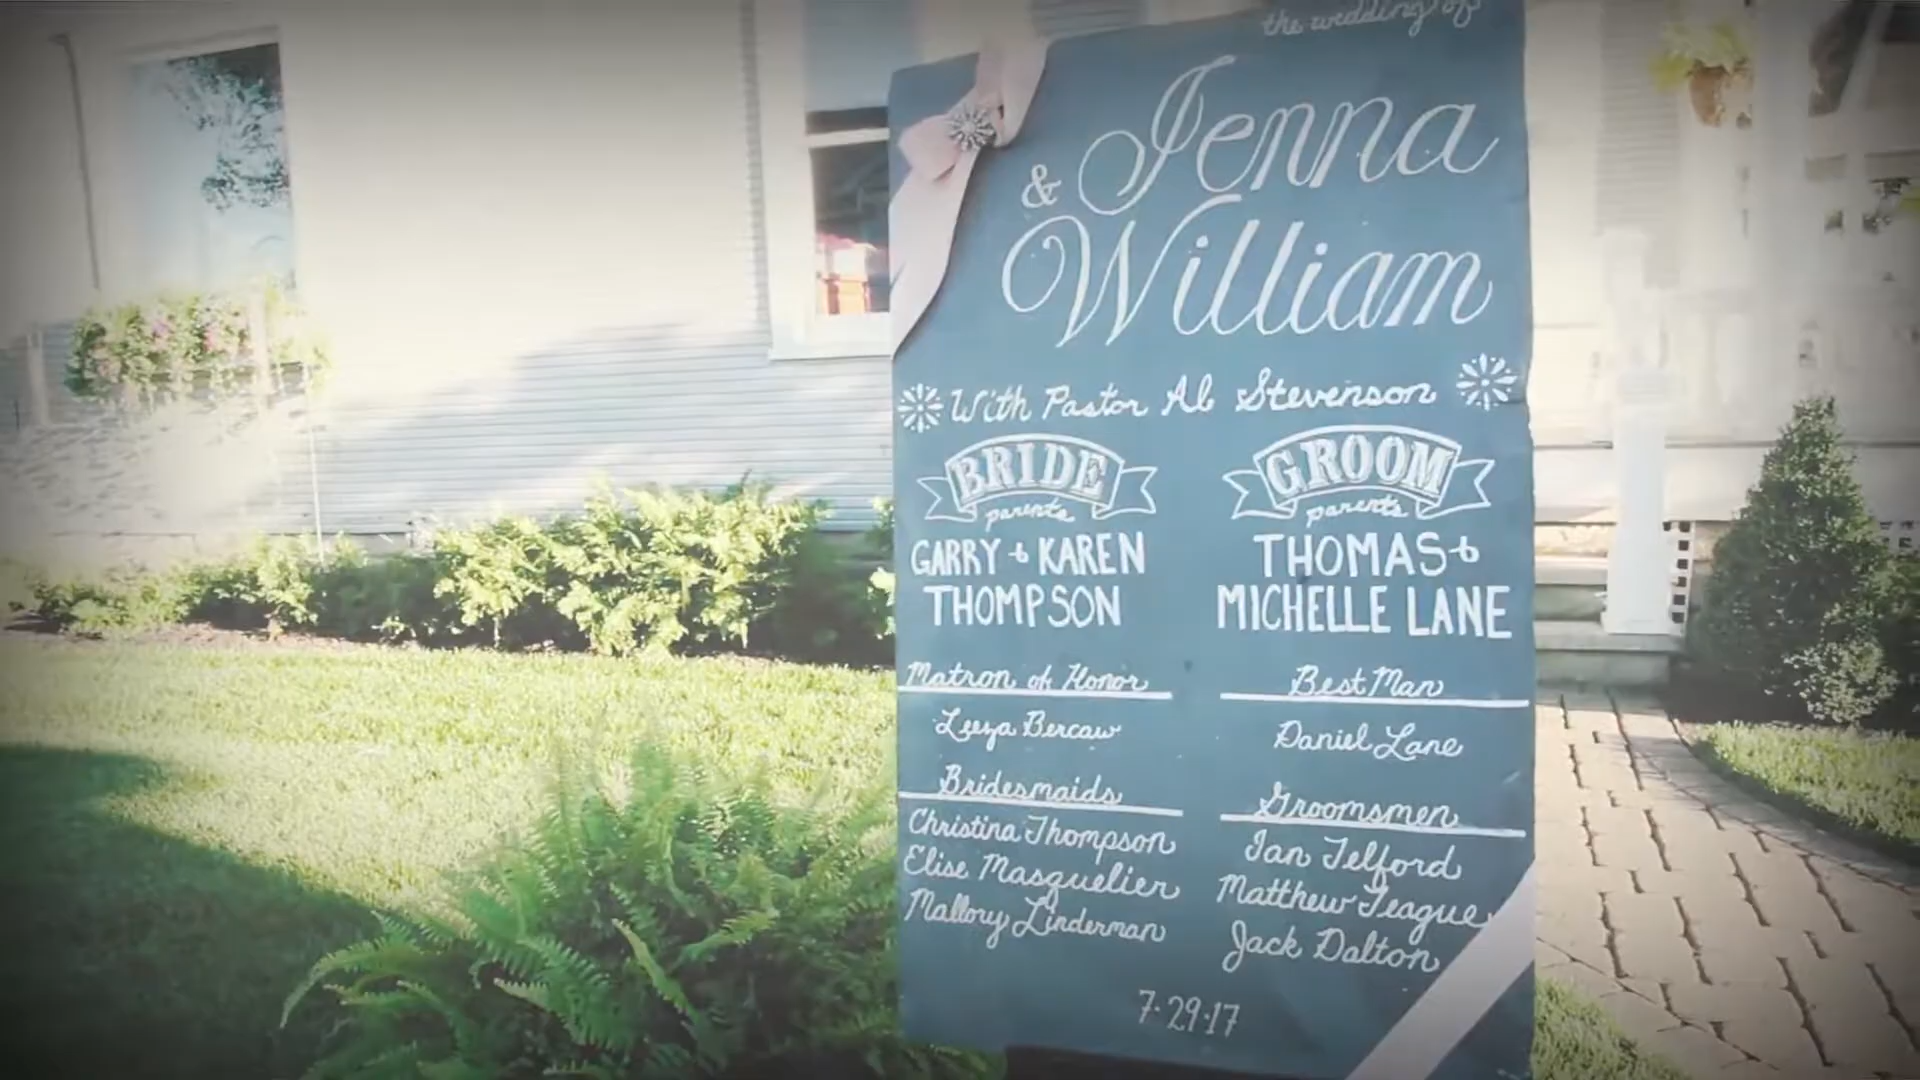 the wedding of
Jenna
& William
With Pastor Al Stevenson
BRIDE
parents
GARRY & KAREN
THOMPSON
Matron of Honor
Leeza Bercaw
Bridesmaids
Christina Thompson
Elise Masquelier
Mallory Linderman
GROOM
parents
THOMAS &
MICHELLE LANE
Best Man
Daniel Lane
Groomsmen
Ian Telford
Matthew Teague
Jack Dalton
7·29·17